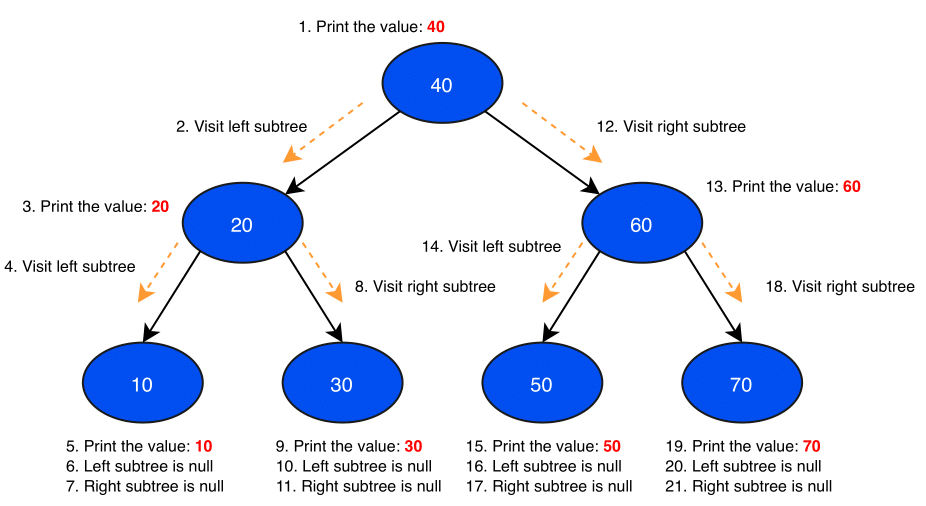 1. Print the value: 40
40
2. Visit left subtree
12. Visit right subtree
3. Print the value: 20
20
13. Print the value: 60
60
4. Visit left subtree
8. Visit right subtree
14. Visit left subtree
18. Visit right subtree
10
30
50
70
5. Print the value: 10
6. Left subtree is null
7. Right subtree is null
9. Print the value: 30
10. Left subtree is null
11. Right subtree is null
15. Print the value: 50
16. Left subtree is null
17. Right subtree is null
19. Print the value: 70
20. Left subtree is null
21. Right subtree is null